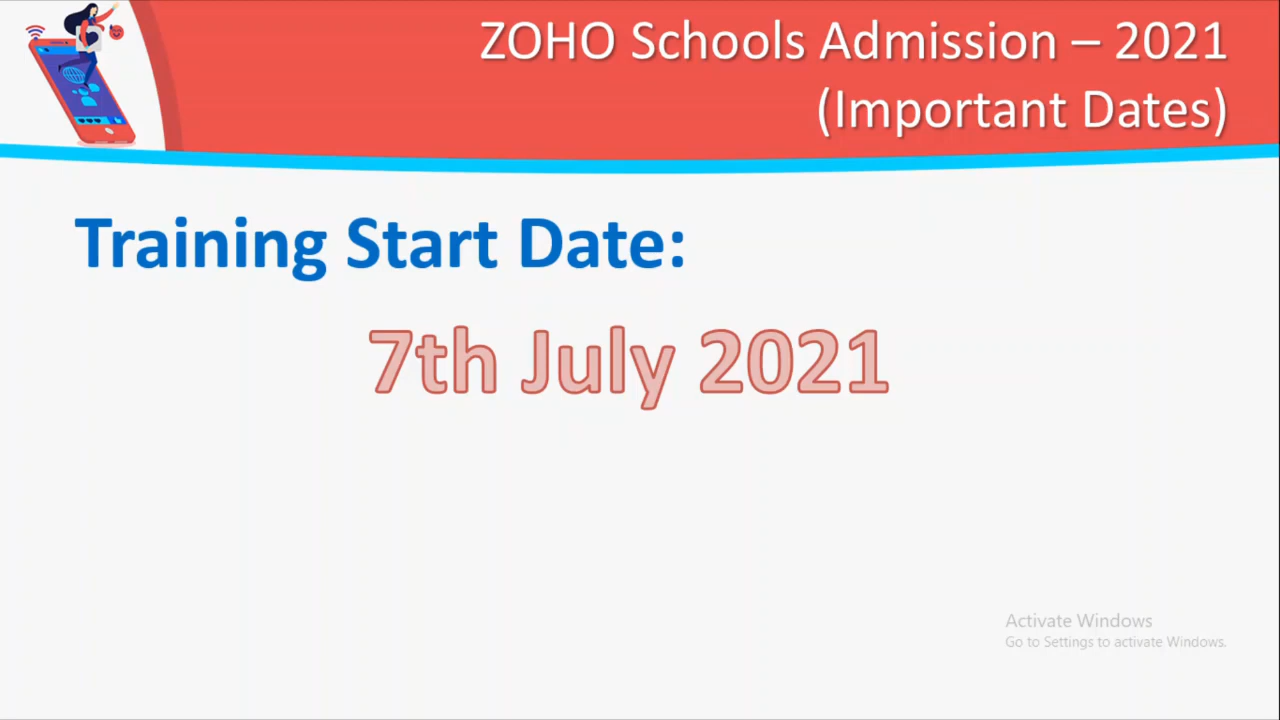 ZOHO Schools Admission – 2021
(Important Dates)
Training Start Date:
7th July 2021
Activate Windows
Go to Settings to activate Windows.